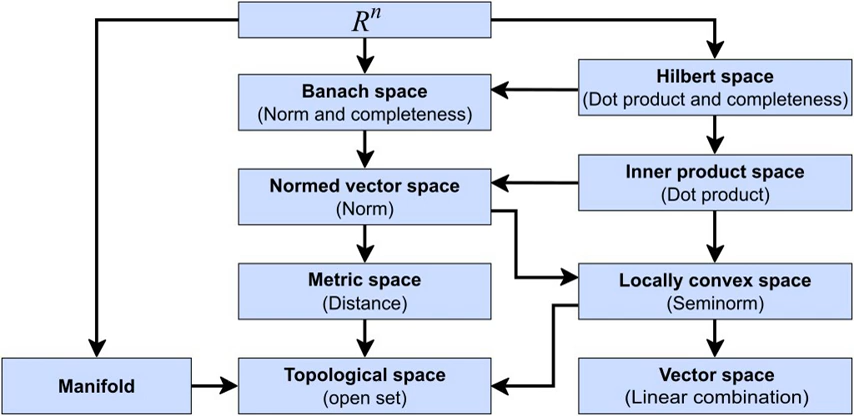 Rⁿ
Banach space
(Norm and completeness)
Hilbert space
(Dot product and completeness)
Normed vector space
(Norm)
Inner product space
(Dot product)
Metric space
(Distance)
Locally convex space
(Seminorm)
Manifold
Topological space
(open set)
Vector space
(Linear combination)